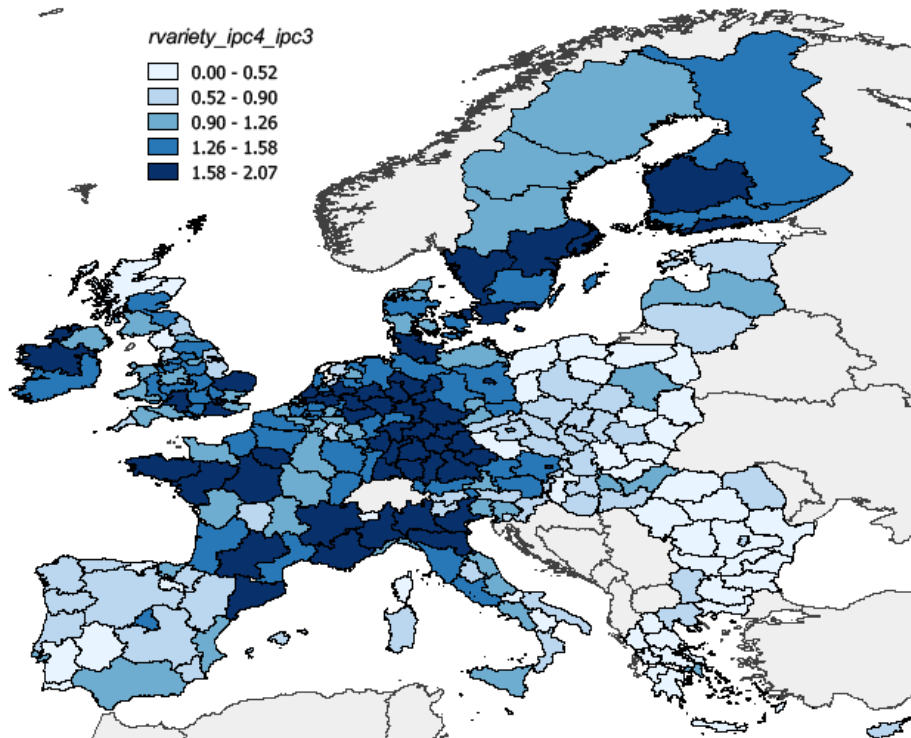 rvariety_ipc4_ipc3
0.00 - 0.52
0.52 - 0.90
0.90 - 1.26
1.26 - 1.58
1.58 - 2.07